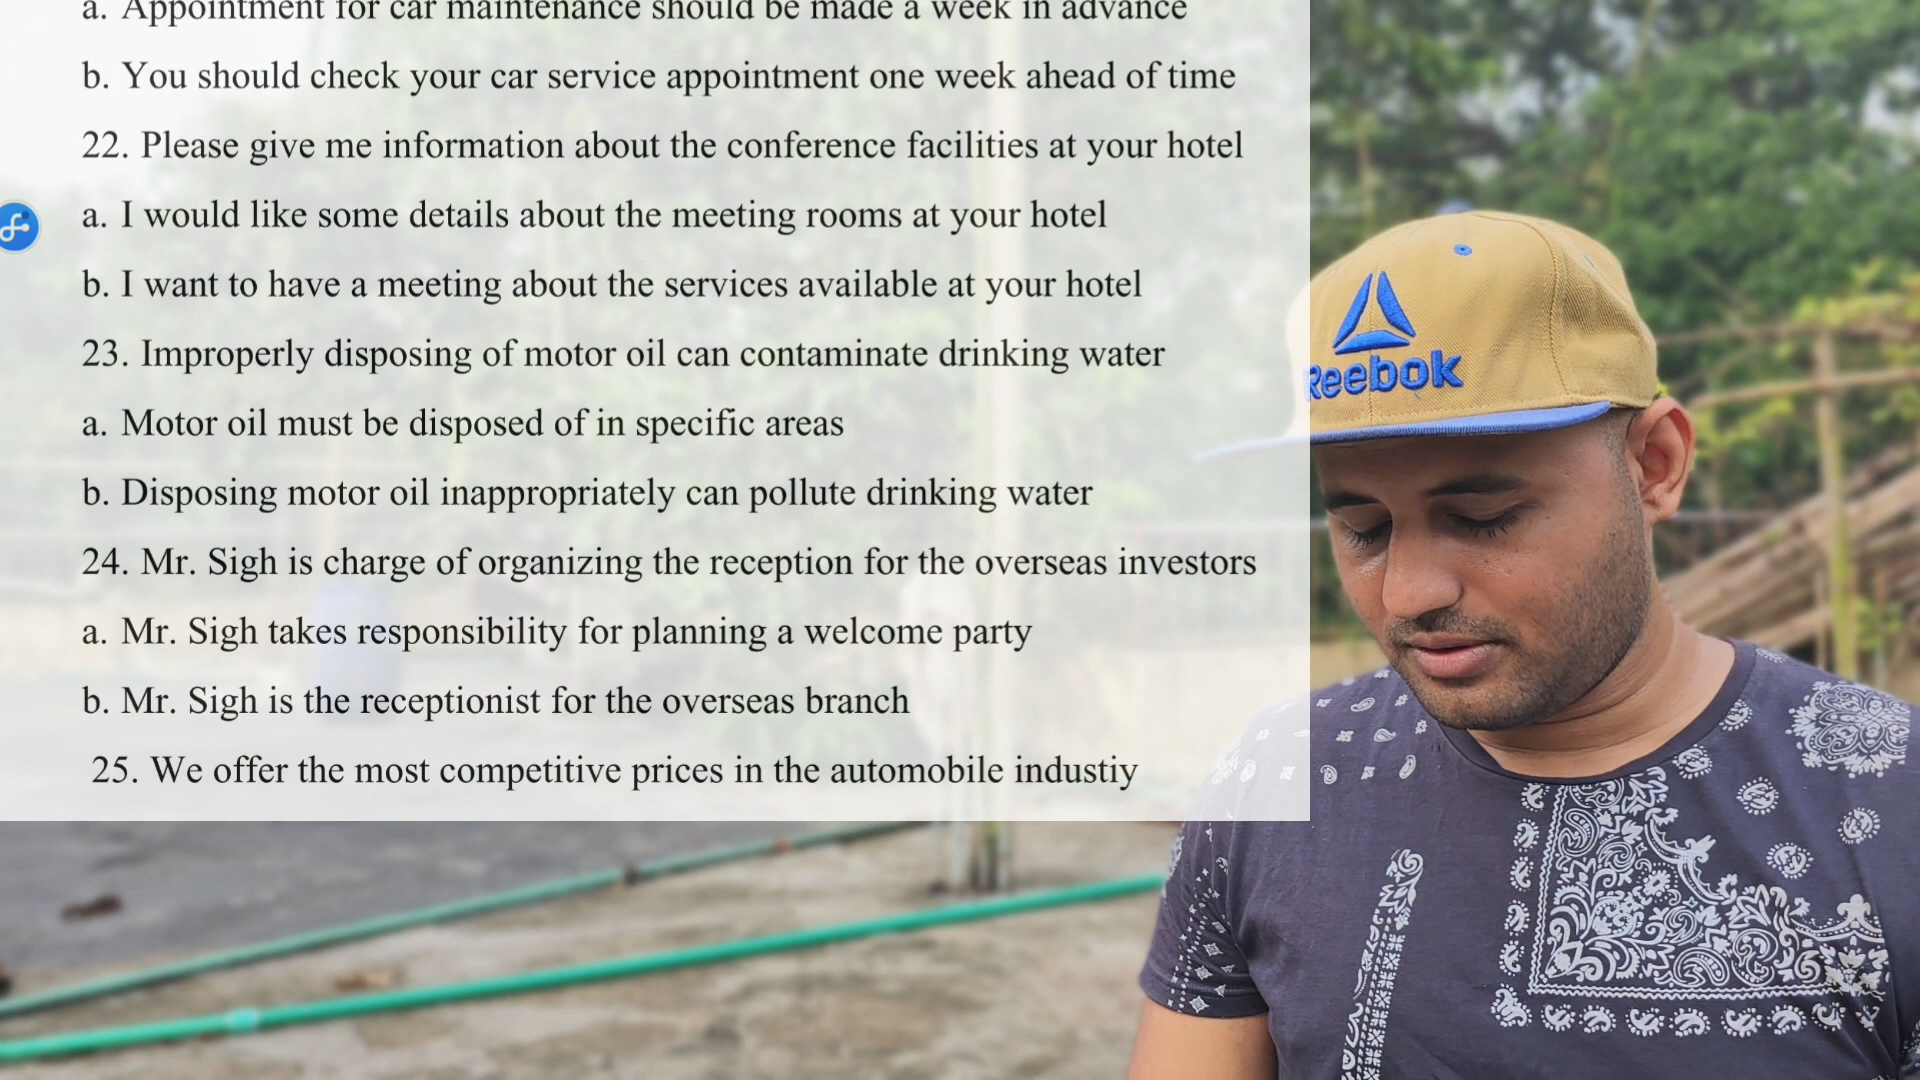 a. Appointment for car maintenance should be made a week in advance
b. You should check your car service appointment one week ahead of time
22. Please give me information about the conference facilities at your hotel
a. I would like some details about the meeting rooms at your hotel
b. I want to have a meeting about the services available at your hotel
23. Improperly disposing of motor oil can contaminate drinking water
a. Motor oil must be disposed of in specific areas
b. Disposing motor oil inappropriately can pollute drinking water
24. Mr. Sigh is charge of organizing the reception for the overseas investors
a. Mr. Sigh takes responsibility for planning a welcome party
b. Mr. Sigh is the receptionist for the overseas branch
25. We offer the most competitive prices in the automobile industiy
Reebok